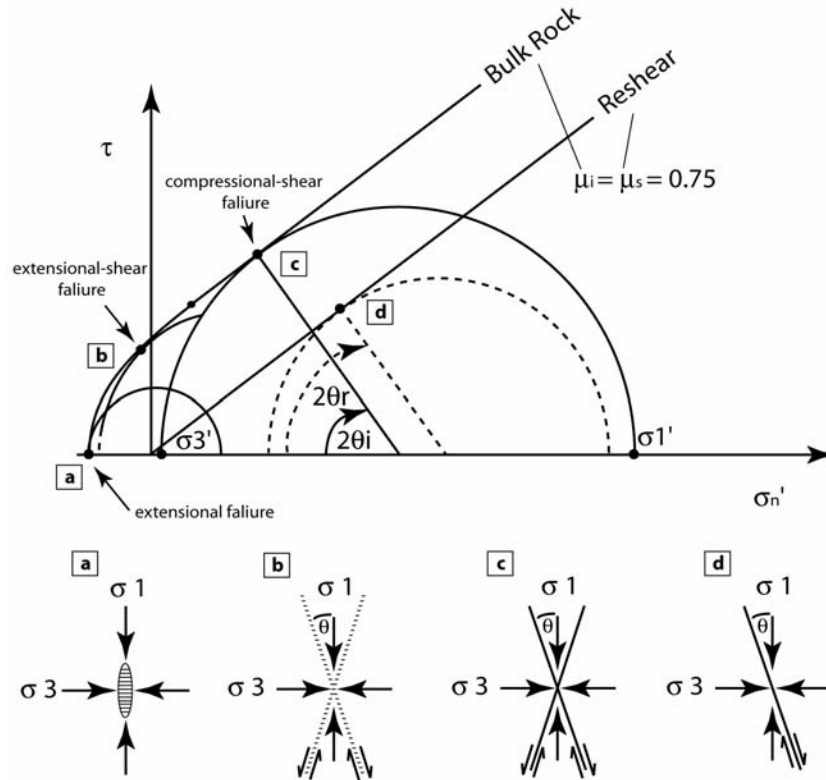 Bulk Rock
Reshear
τ
μi = μs = 0.75
compressional-shear
faliure
c
extensional-shear
faliure
b
d
2θr
σ3'
2θi
σ1'
a
σn'
extensional faliure
a
b
c
d
σ 1
σ 1
σ 1
σ 1
θ
θ
θ
σ 3
σ 3
σ 3
σ 3